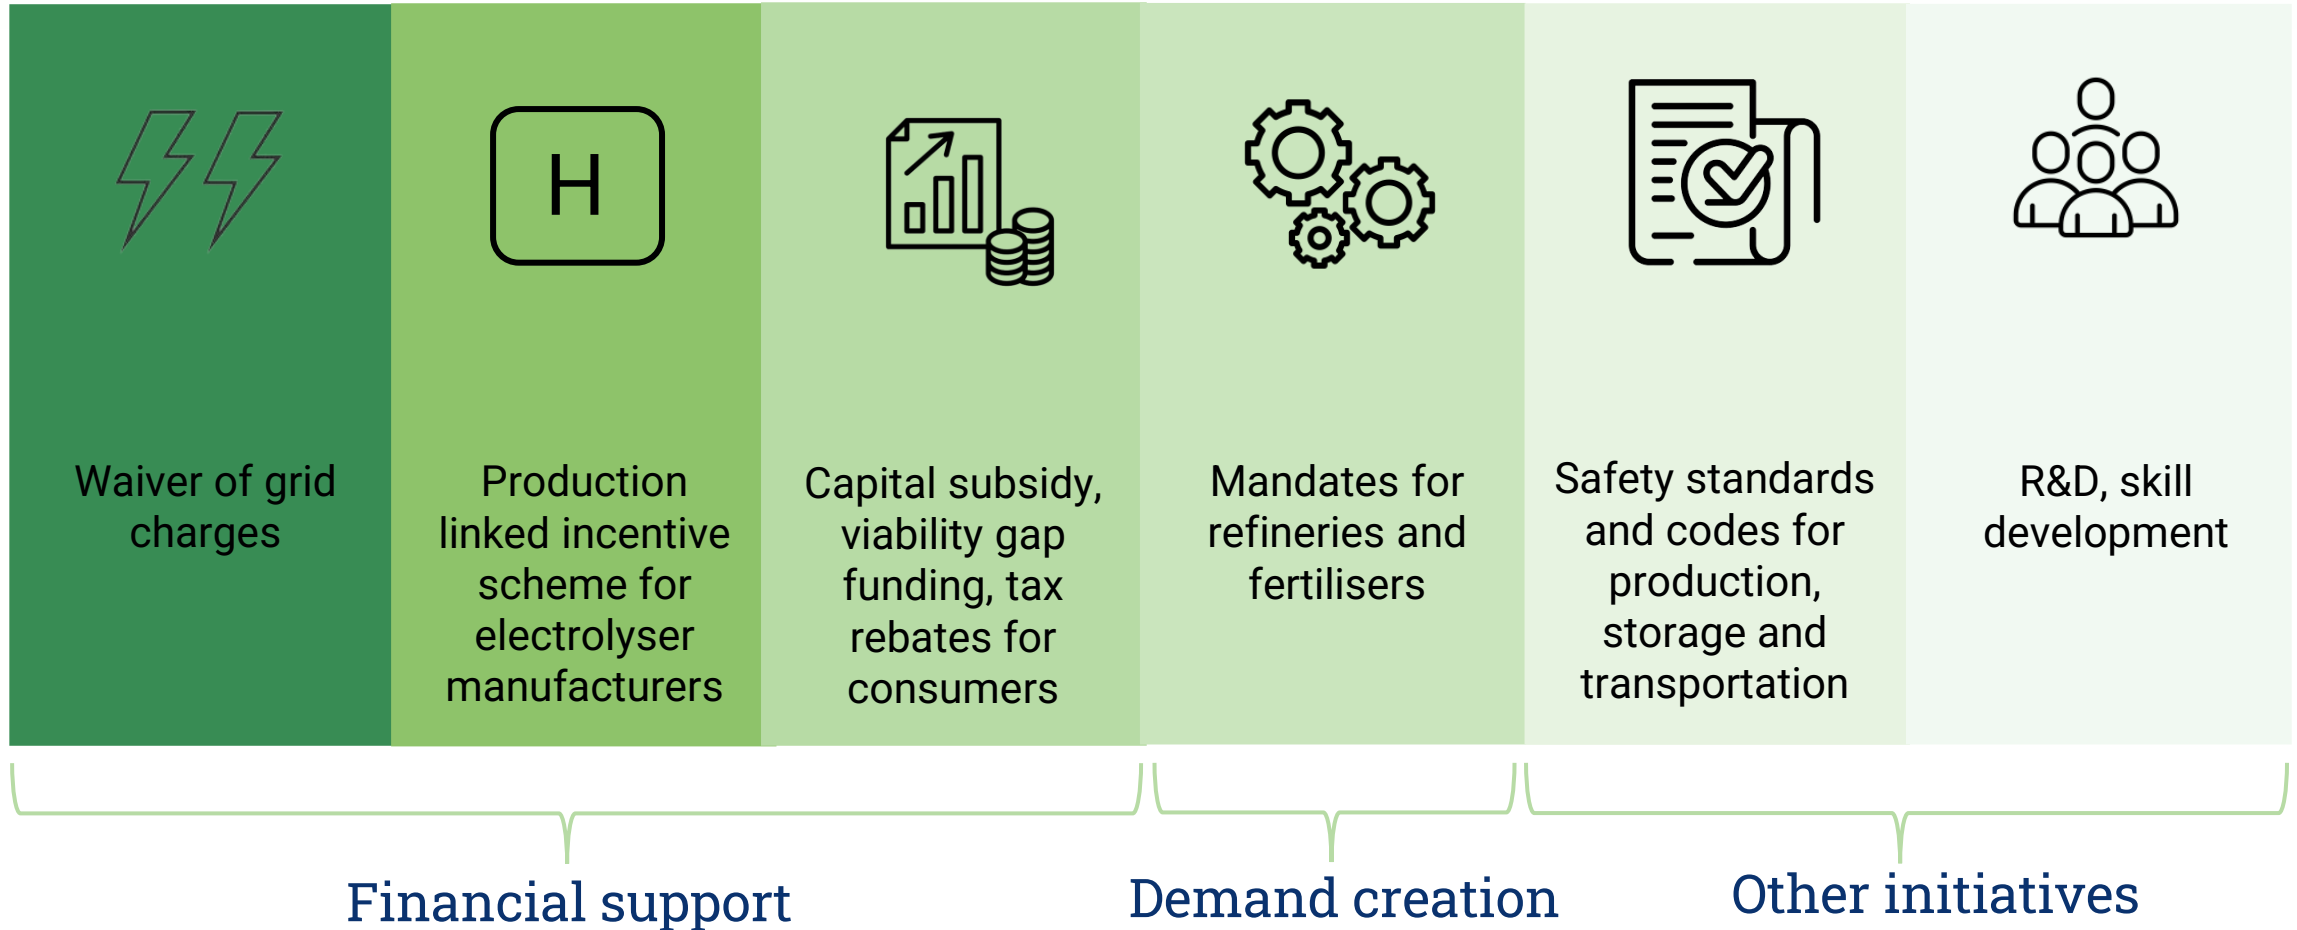 Waiver of grid
charges
H
Production
linked incentive
scheme for
electrolyser
manufacturers
Capital subsidy,
viability gap
funding, tax
rebates for
consumers
Mandates for
refineries and
fertilisers
Safety standards
and codes for
production,
storage and
transportation
R&D, skill
development
Financial support
Demand creation
Other initiatives